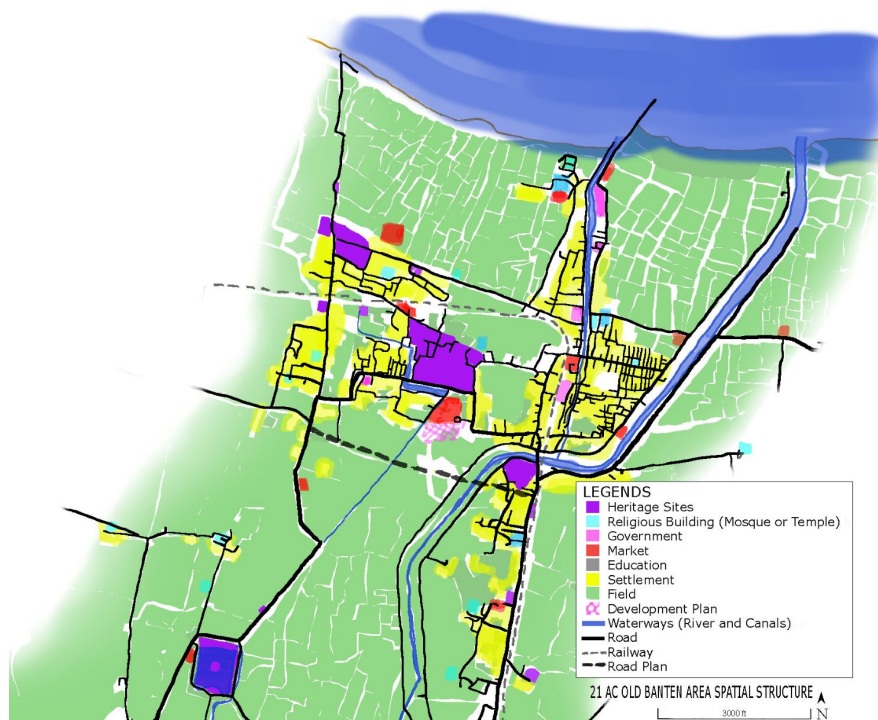 LEGENDS
Heritage Sites
Religious Building (Mosque or Temple)
Government
Market
Education
Settlement
Field
Development Plan
Waterways (River and Canals)
Road
Railway
Road Plan
21 AC OLD BANTEN AREA SPATIAL STRUCTURE
3000 ft
N